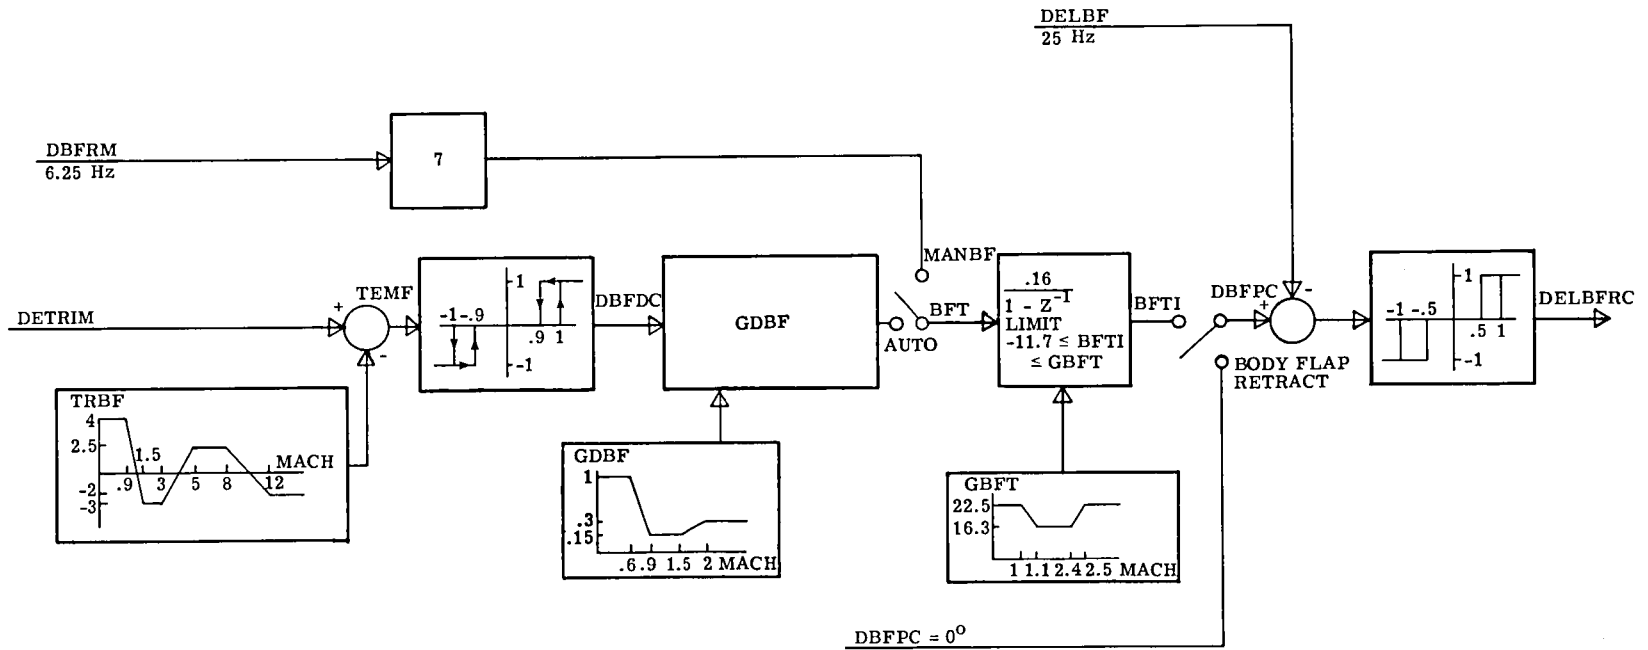 DELBF
25 Hz
DBFRM
6.25 Hz
7
MANBF
DETRIM
+
TEMF
-
-1 -.9
1
.9 1
-1
DBFDC
GDBF
AUTO
BFT
.16
1 - Z⁻¹
LIMIT
-11.7 ≤ BFTI
≤ GBFT
BFTI
DBFPC
+
-
BODY FLAP
RETRACT
-1 -.5
1
.5 1
-1
DELBFRC
TRBF
4
2.5
1.5
MACH
.9 3 5 8 12
-2
-3
GDBF
1
.3
.15
.6 .9 1.5 2 MACH
GBFT
22.5
16.3
1 1.1 2.4 2.5 MACH
DBFPC = 0°